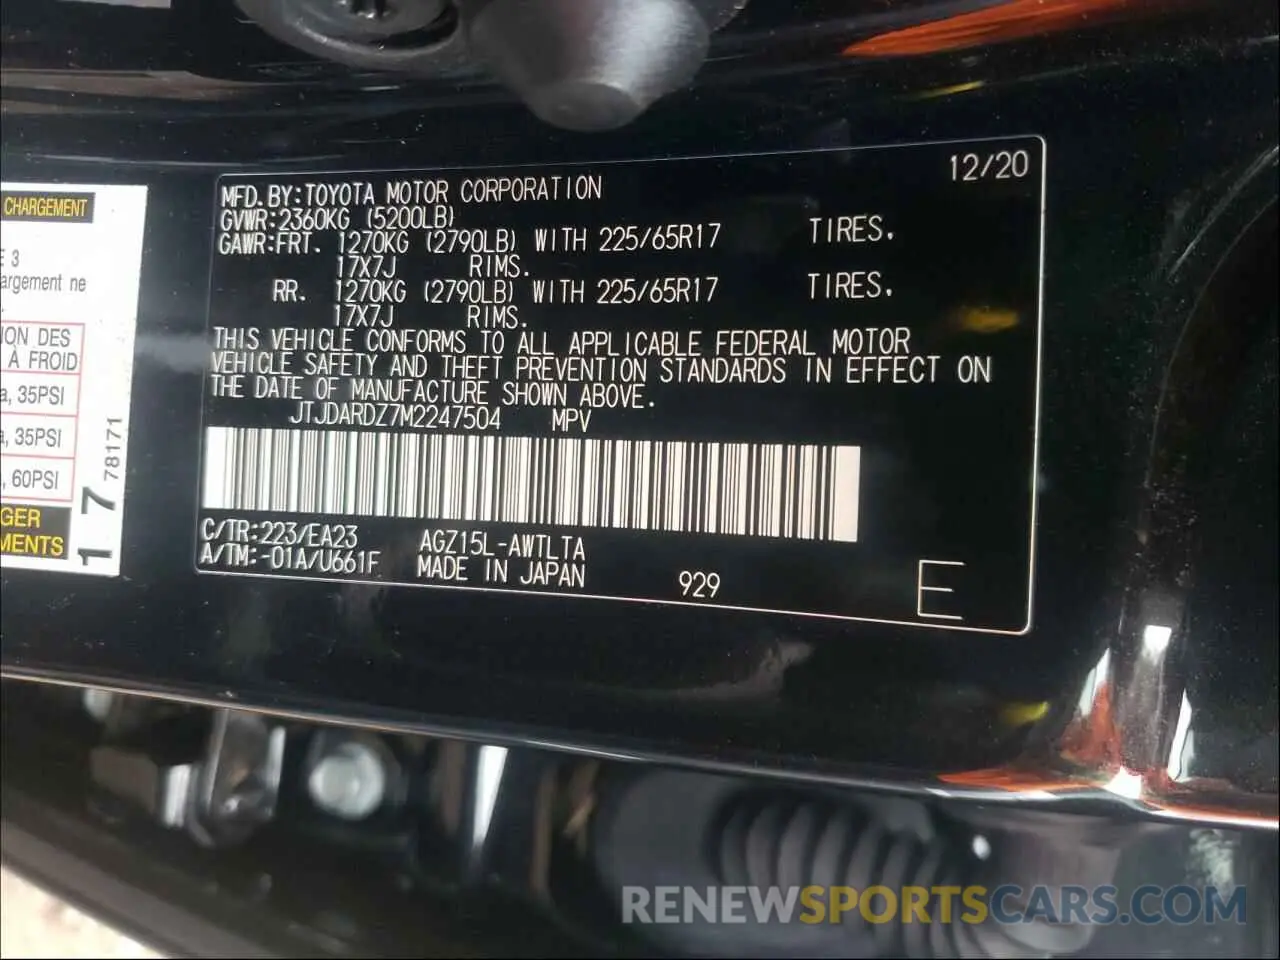 12/20
MFD.BY:TOYOTA MOTOR CORPORATION
GVWR:2360KG (5200LB)
GAWR:FRT. 1270KG (2790LB) WITH 225/65R17 TIRES.
17X7J RIMS.
RR. 1270KG (2790LB) WITH 225/65R17 TIRES.
17X7J RIMS.
THIS VEHICLE CONFORMS TO ALL APPLICABLE FEDERAL MOTOR
VEHICLE SAFETY AND THEFT PREVENTION STANDARDS IN EFFECT ON
THE DATE OF MANUFACTURE SHOWN ABOVE.
JTJDARDZ7M2247504 MPV
C/TR:223/EA23 AGZ15L-AWTLTA
A/TM:-01A/U661F MADE IN JAPAN 929
E
CHARGEMENT
3
ne
DES
À FROID
35PSI
35PSI
60PSI
17
78171
RENEWSPORTSCARS.COM